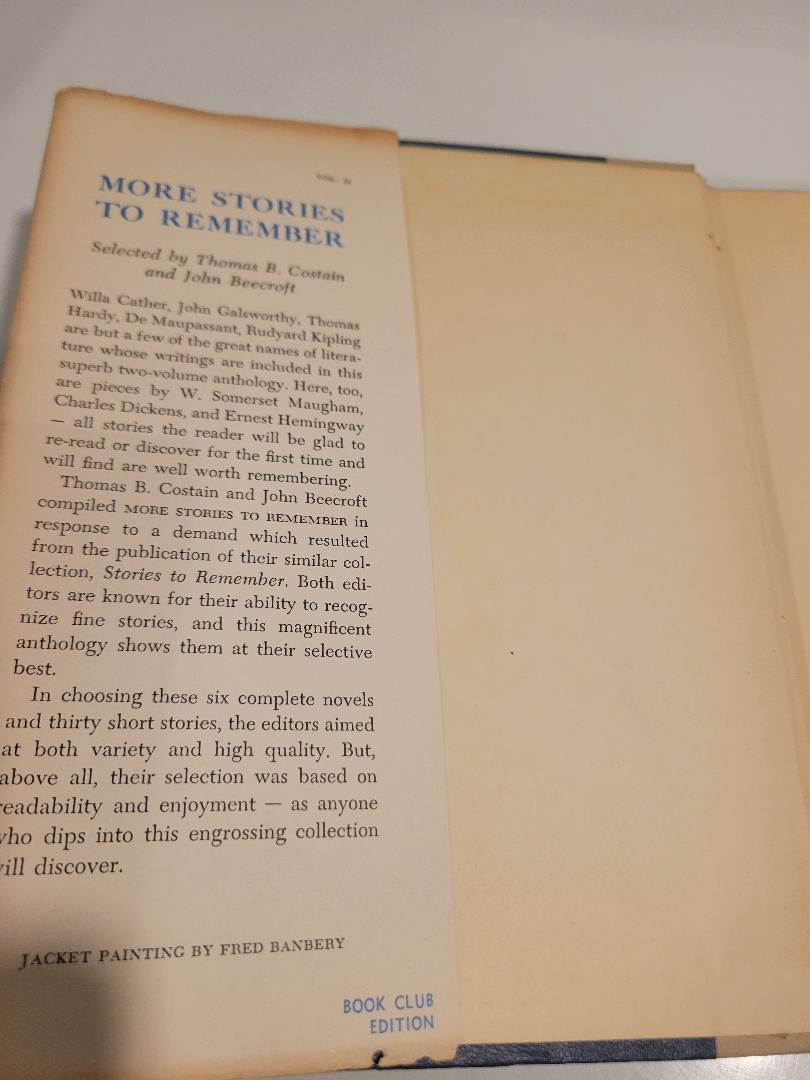 MORE STORIES
TO REMEMBER
Selected by Thomas B. Costain
and John Beecroft
Willa Cather, John Galsworthy, Thomas
Hardy, De Maupassant, Rudyard Kipling
are but a few of the great names of litera-
ture whose writings are included in this
superb two-volume anthology. Here, too,
are pieces by W. Somerset Maugham,
Charles Dickens, and Ernest Hemingway
— all stories the reader will be glad to
re-read or discover for the first time and
will find are well worth remembering.
Thomas B. Costain and John Beecroft
compiled MORE STORIES TO REMEMBER in
response to a demand which resulted
from the publication of their similar col-
lection, Stories to Remember. Both edi-
tors are known for their ability to recog-
nize fine stories, and this magnificent
anthology shows them at their selective
best.
In choosing these six complete novels
and thirty short stories, the editors aimed
at both variety and high quality. But,
above all, their selection was based on
readability and enjoyment — as anyone
who dips into this engrossing collection
will discover.
JACKET PAINTING BY FRED BANBERY
BOOK CLUB
EDITION